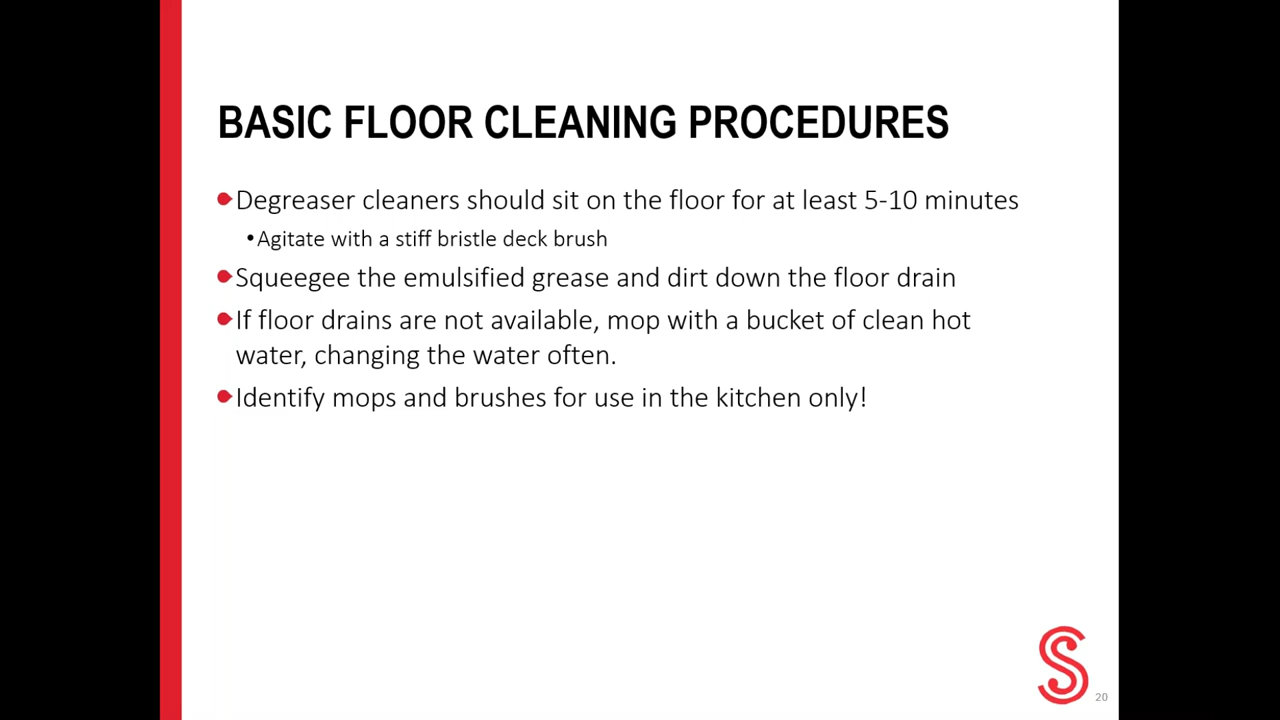 BASIC FLOOR CLEANING PROCEDURES
Degreaser cleaners should sit on the floor for at least 5-10 minutes
•Agitate with a stiff bristle deck brush
Squeegee the emulsified grease and dirt down the floor drain
If floor drains are not available, mop with a bucket of clean hot
water, changing the water often.
Identify mops and brushes for use in the kitchen only!
S
20